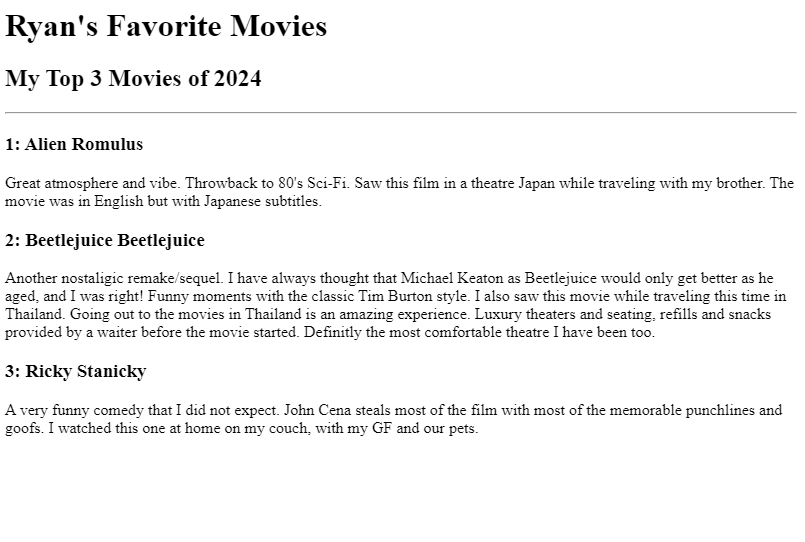 Ryan's Favorite Movies
My Top 3 Movies of 2024
1: Alien Romulus
Great atmosphere and vibe. Throwback to 80's Sci-Fi. Saw this film in a theatre Japan while traveling with my brother. The
movie was in English but with Japanese subtitles.
2: Beetlejuice Beetlejuice
Another nostaligic remake/sequel. I have always thought that Michael Keaton as Beetlejuice would only get better as he
aged, and I was right! Funny moments with the classic Tim Burton style. I also saw this movie while traveling this time in
Thailand. Going out to the movies in Thailand is an amazing experience. Luxury theaters and seating, refills and snacks
provided by a waiter before the movie started. Definitly the most comfortable theatre I have been too.
3: Ricky Stanicky
A very funny comedy that I did not expect. John Cena steals most of the film with most of the memorable punchlines and
goofs. I watched this one at home on my couch, with my GF and our pets.